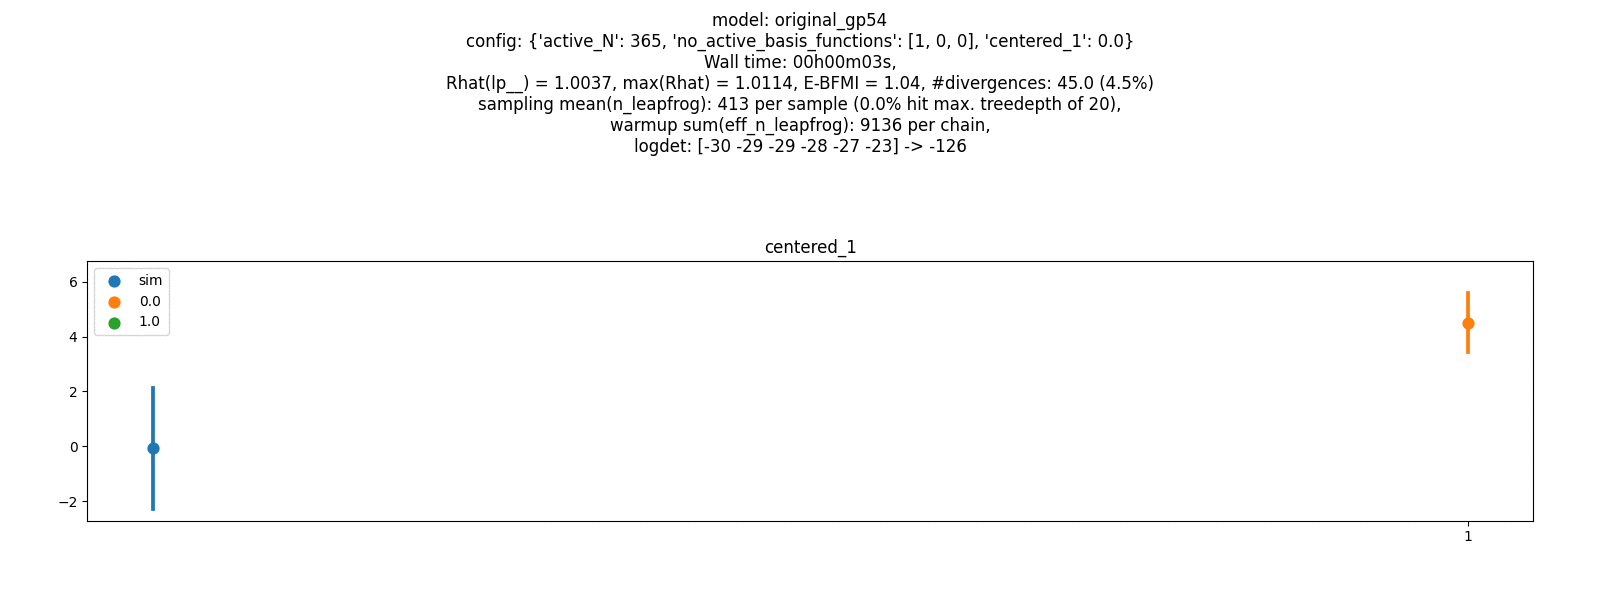 model: original_gp54
config: {'active_N': 365, 'no_active_basis_functions': [1, 0, 0], 'centered_1': 0.0}
Wall time: 00h00m03s,
Rhat(lp__) = 1.0037, max(Rhat) = 1.0114, E-BFMI = 1.04, #divergences: 45.0 (4.5%)
sampling mean(n_leapfrog): 413 per sample (0.0% hit max. treedepth of 20),
warmup sum(eff_n_leapfrog): 9136 per chain,
logdet: [-30 -29 -29 -28 -27 -23] -> -126
centered_1
sim
0.0
1.0
6
4
2
0
−2
1